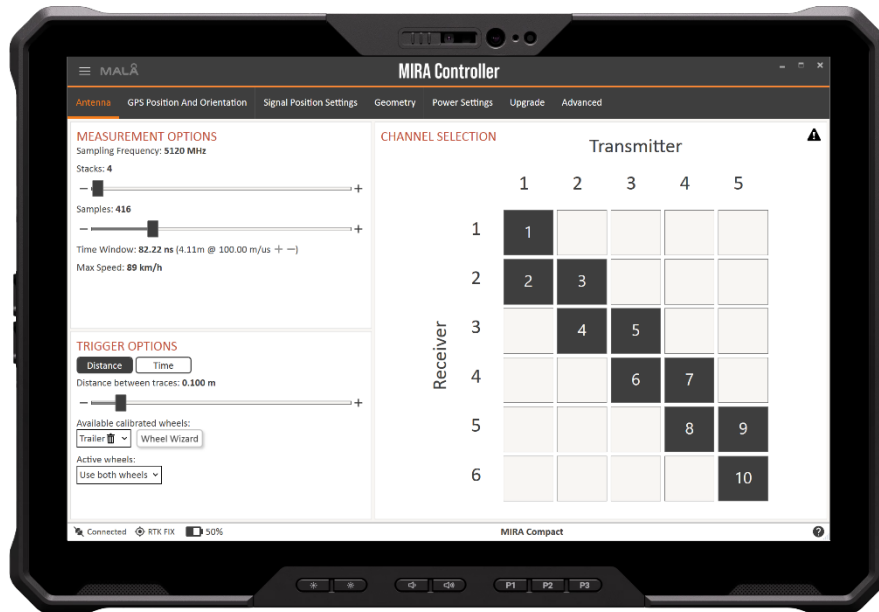 MALÅ
MIRA Controller
Antenna GPS Position And Orientation Signal Position Settings Geometry Power Settings Upgrade Advanced
MEASUREMENT OPTIONS
Sampling Frequency: 5120 MHz
Stacks: 4
− +
Samples: 416
− +
Time Window: 82.22 ns (4.11m @ 100.00 m/us + −)
Max Speed: 89 km/h
TRIGGER OPTIONS
Distance Time
Distance between traces: 0.100 m
− +
Available calibrated wheels:
Trailer Wheel Wizard
Active wheels:
Use both wheels
CHANNEL SELECTION
Transmitter
1 2 3 4 5
Receiver
1 1
2 2 3
3 4 5
4 6 7
5 8 9
6 10
Connected RTK FIX 50% MIRA Compact ?
P1 P2 P3